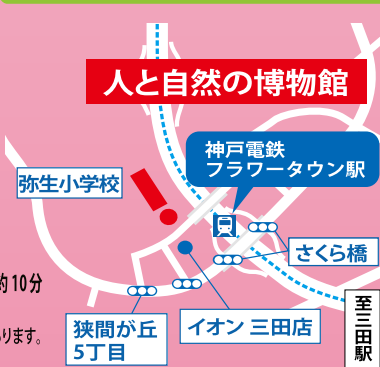 人と自然の博物館
神戸電鉄
フラワータウン駅
弥生小学校
さくら橋
約10分
ります。
狭間が丘
5丁目
イオン 三田店
至三田駅